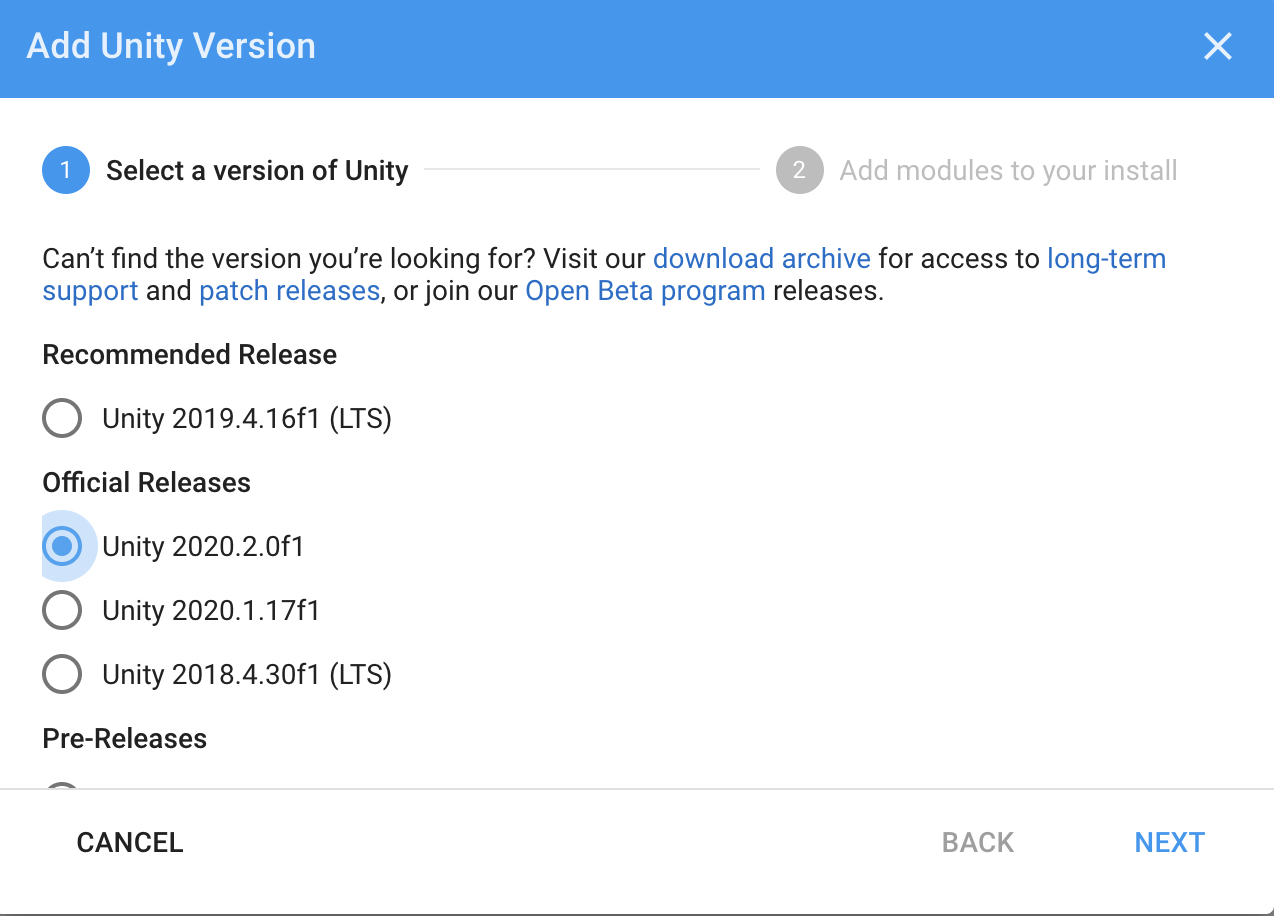 Add Unity Version
1 Select a version of Unity 2 Add modules to your install
Can’t find the version you’re looking for? Visit our download archive for access to long-term
support and patch releases, or join our Open Beta program releases.
Recommended Release
Unity 2019.4.16f1 (LTS)
Official Releases
Unity 2020.2.0f1
Unity 2020.1.17f1
Unity 2018.4.30f1 (LTS)
Pre-Releases
CANCEL BACK NEXT